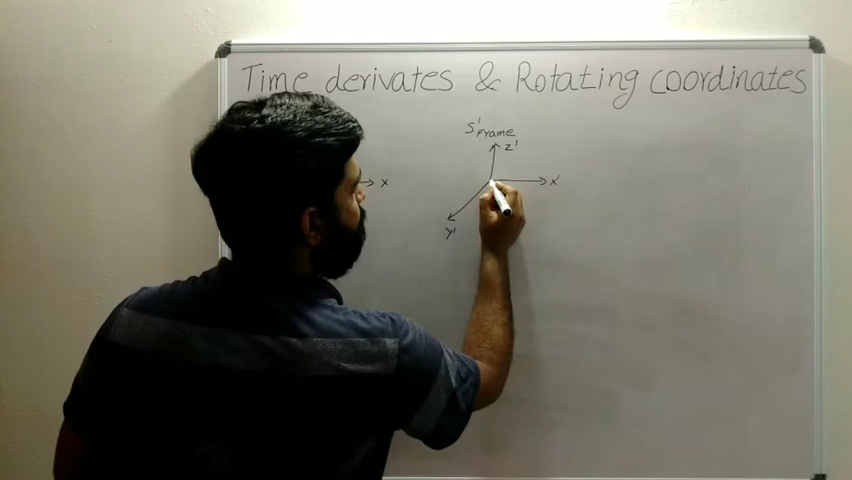 Time derivates & Rotating coordinates
S' Frame
z'
x
x'
y'